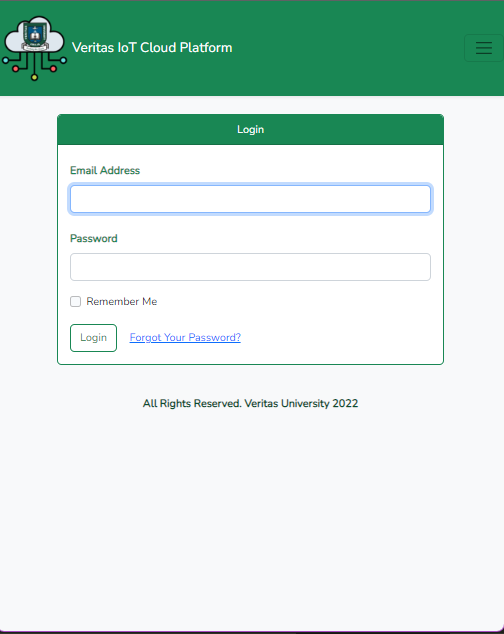 Veritas IoT Cloud Platform
Login
Email Address
Password
Remember Me
Login
Forgot Your Password?
All Rights Reserved. Veritas University 2022